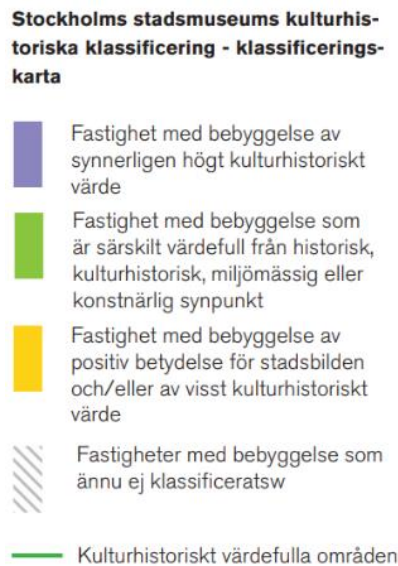 Stockholms stadsmuseums kulturhis-
toriska klassificering - klassificerings-
karta
Fastighet med bebyggelse av
synnerligen högt kulturhistoriskt
värde
Fastighet med bebyggelse som
är särskilt värdefull från historisk,
kulturhistorisk, miljömässig eller
konstnärlig synpunkt
Fastighet med bebyggelse av
positiv betydelse för stadsbilden
och/eller av visst kulturhistoriskt
värde
Fastigheter med bebyggelse som
ännu ej klassificeratsw
Kulturhistoriskt värdefulla områden